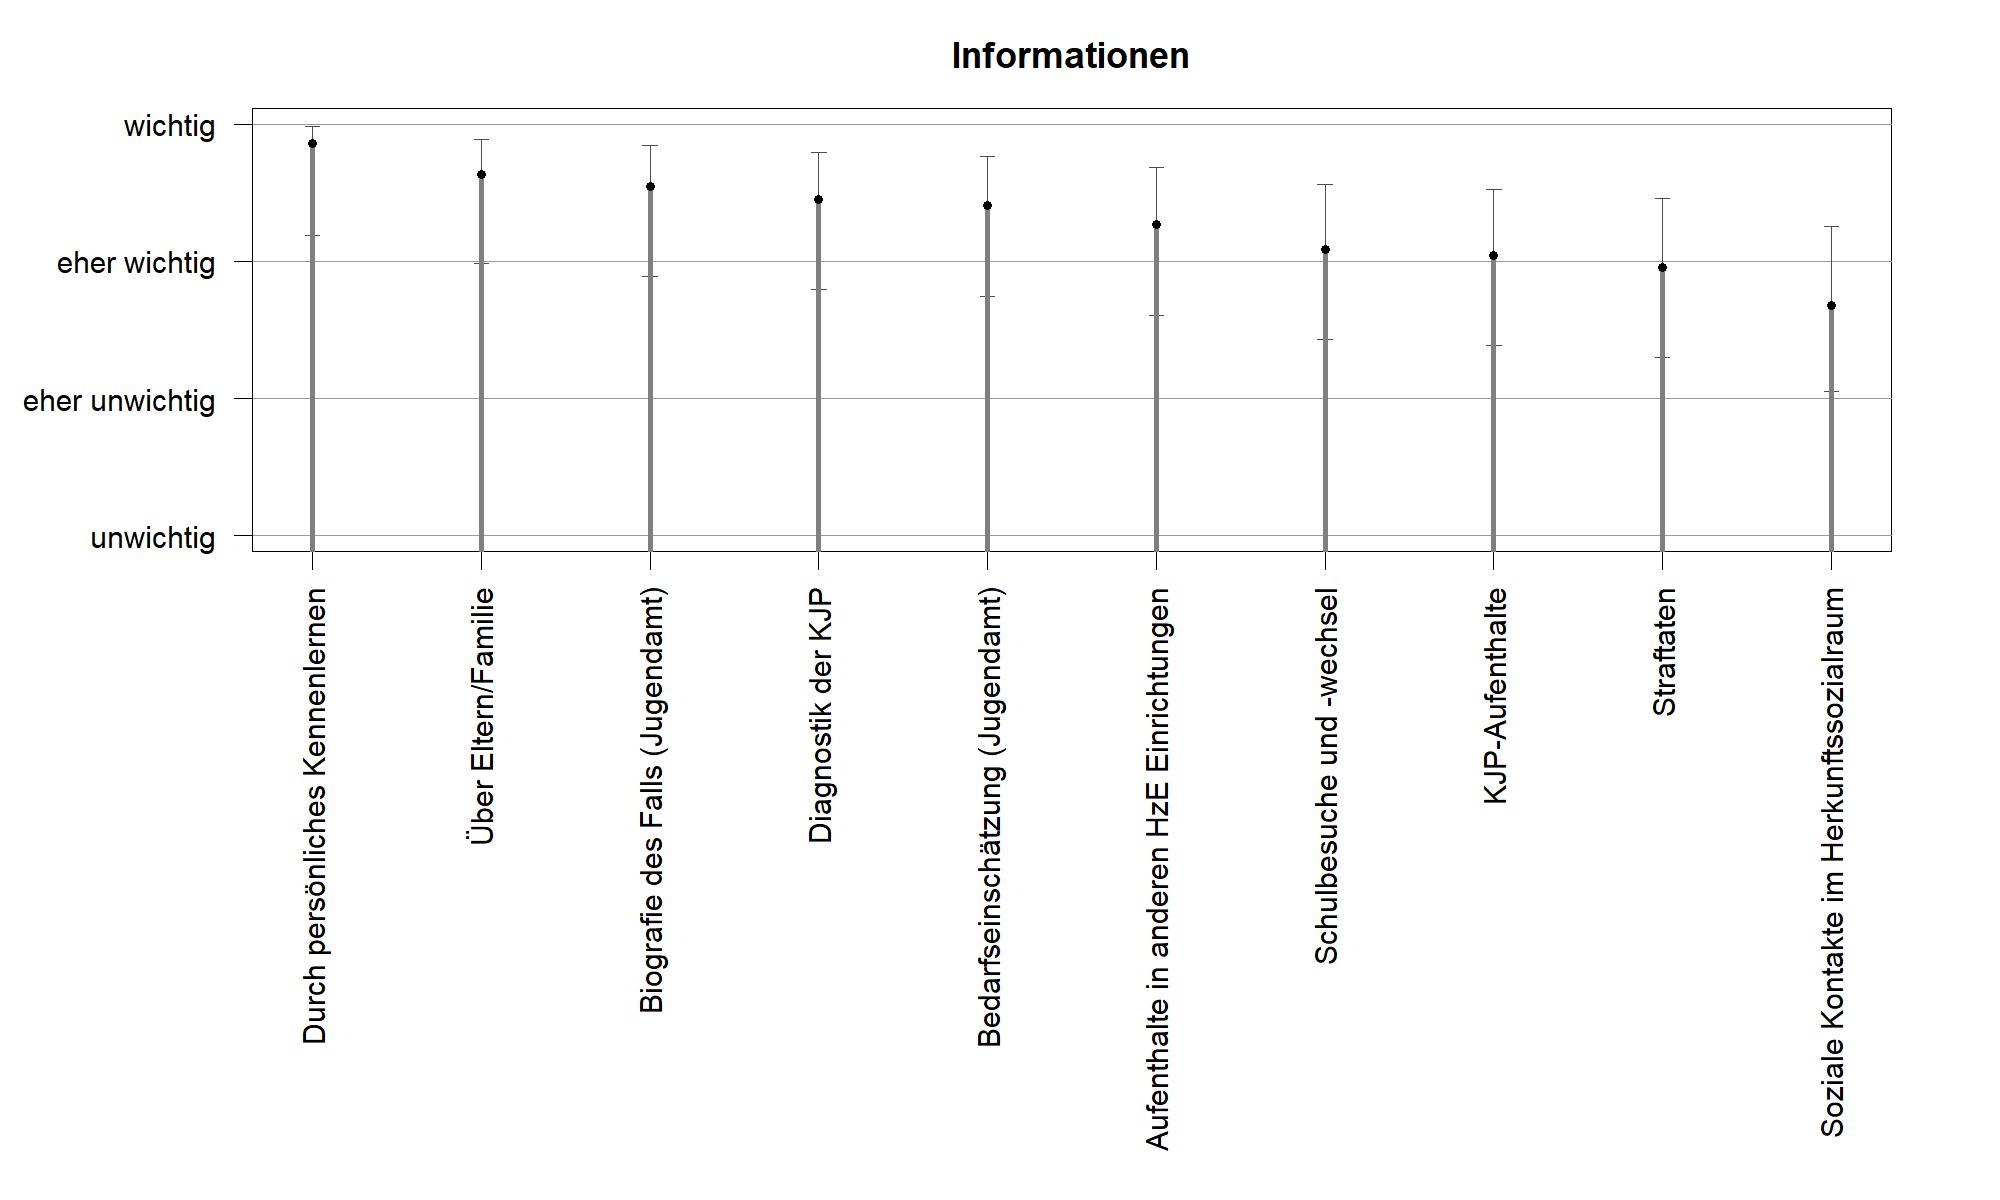 Informationen
wichtig
eher wichtig
eher unwichtig
unwichtig
Durch persönliches Kennenlernen
Über Eltern/Familie
Biografie des Falls (Jugendamt)
Diagnostik der KJP
Bedarfseinschätzung (Jugendamt)
Aufenthalte in anderen HzE Einrichtungen
Schulbesuche und -wechsel
KJP-Aufenthalte
Straftaten
Soziale Kontakte im Herkunftssozialraum